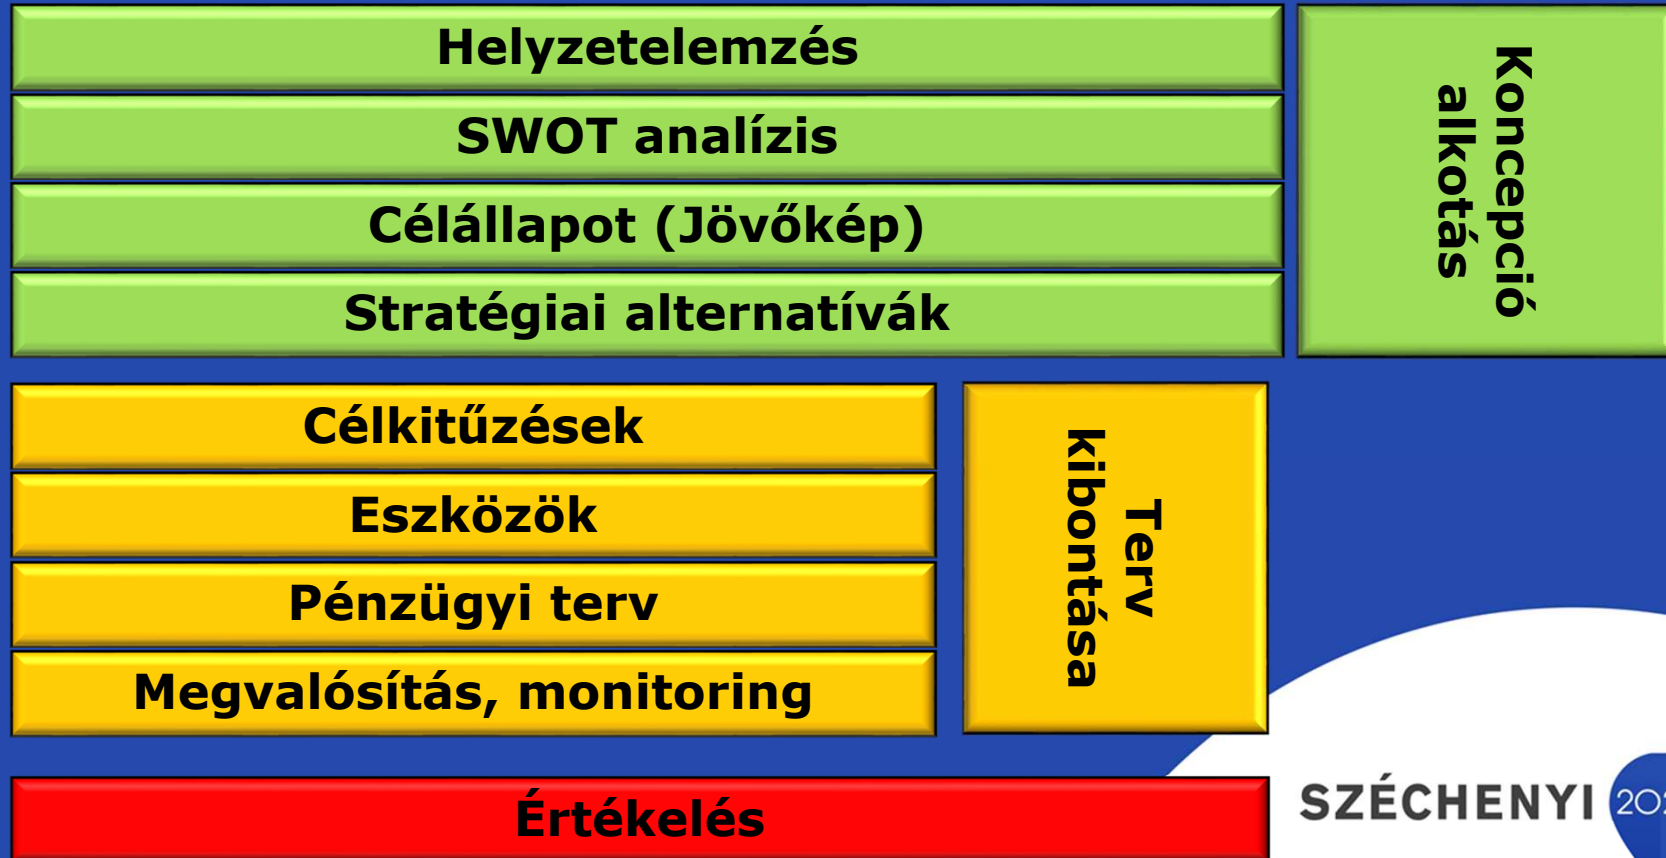 Helyzetelemzés
SWOT analízis
Célállapot (Jövőkép)
Stratégiai alternatívák
Koncepció
alkotás
Célkitűzések
Eszközök
Pénzügyi terv
Megvalósítás, monitoring
Terv
kibontása
Értékelés
SZÉCHENYI